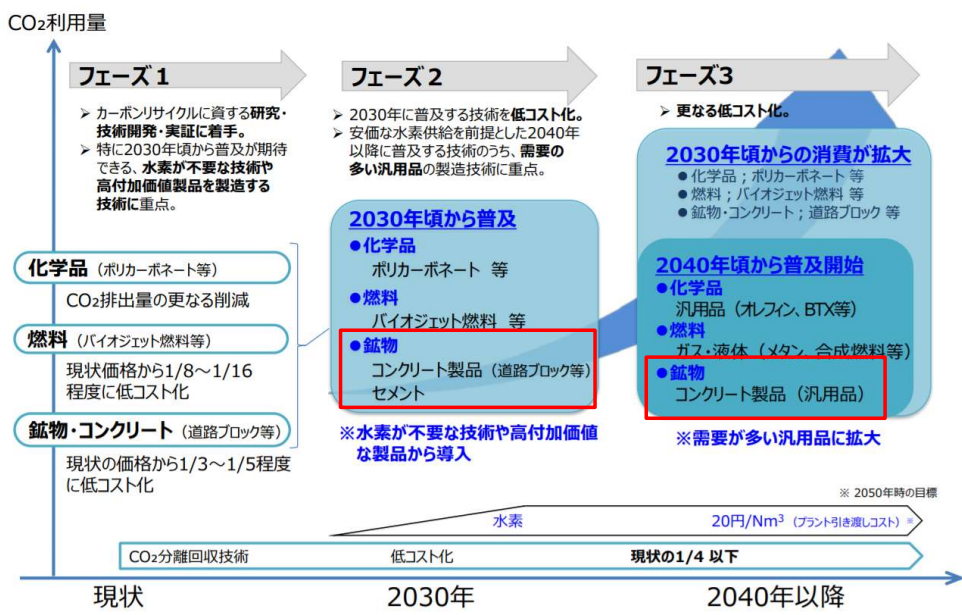 CO₂利用量
フェーズ1
➢ カーボンリサイクルに資する研究・
技術開発・実証に着手。
➢ 特に2030年頃から普及が期待
できる、水素が不要な技術や
高付加価値製品を製造する
技術に重点。
化学品（ポリカーボネート等）
CO₂排出量の更なる削減
燃料（バイオジェット燃料等）
現状価格から1/8～1/16
程度に低コスト化
鉱物・コンクリート（道路ブロック等）
現状の価格から1/3～1/5程度
に低コスト化
フェーズ2
➢ 2030年に普及する技術を低コスト化。
➢ 安価な水素供給を前提とした2040年
以降に普及する技術のうち、需要の
多い汎用品の製造技術に重点。
2030年頃から普及
●化学品
ポリカーボネート 等
●燃料
バイオジェット燃料 等
●鉱物
コンクリート製品（道路ブロック等）
セメント
※水素が不要な技術や高付加価値
な製品から導入
フェーズ3
➢ 更なる低コスト化。
2030年頃からの消費が拡大
●化学品；ポリカーボネート 等
●燃料；バイオジェット燃料 等
●鉱物・コンクリート；道路ブロック 等
2040年頃から普及開始
●化学品
汎用品（オレフィン、BTX等）
●燃料
ガス・液体（メタン、合成燃料等）
●鉱物
コンクリート製品（汎用品）
※需要が多い汎用品に拡大
※ 2050年時の目標
水素 20円/Nm³（プラント引き渡しコスト）※
CO₂分離回収技術 低コスト化 現状の1/4 以下
現状 2030年 2040年以降